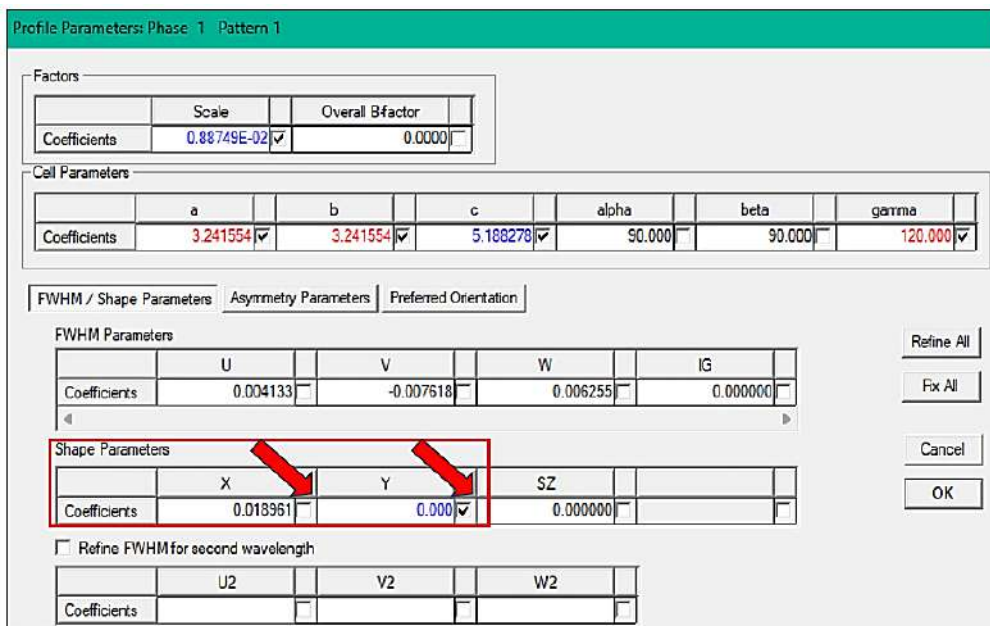 Profile Parameters: Phase 1 Pattern 1
Factors
Scale Overall B-factor
Coefficients 0.88749E-02 0.0000
Cell Parameters
a b c alpha beta gamma
Coefficients 3.241554 3.241554 5.188278 90.000 90.000 120.000
FWHM / Shape Parameters Asymmetry Parameters Preferred Orientation
FWHM Parameters
Refine All
U V W IG
Coefficients 0.004133 -0.007618 0.006255 0.000000
Fix All
Shape Parameters
Cancel
X Y SZ
OK
Coefficients 0.018961 0.000 0.000000
Refine FWHM for second wavelength
U2 V2 W2
Coefficients